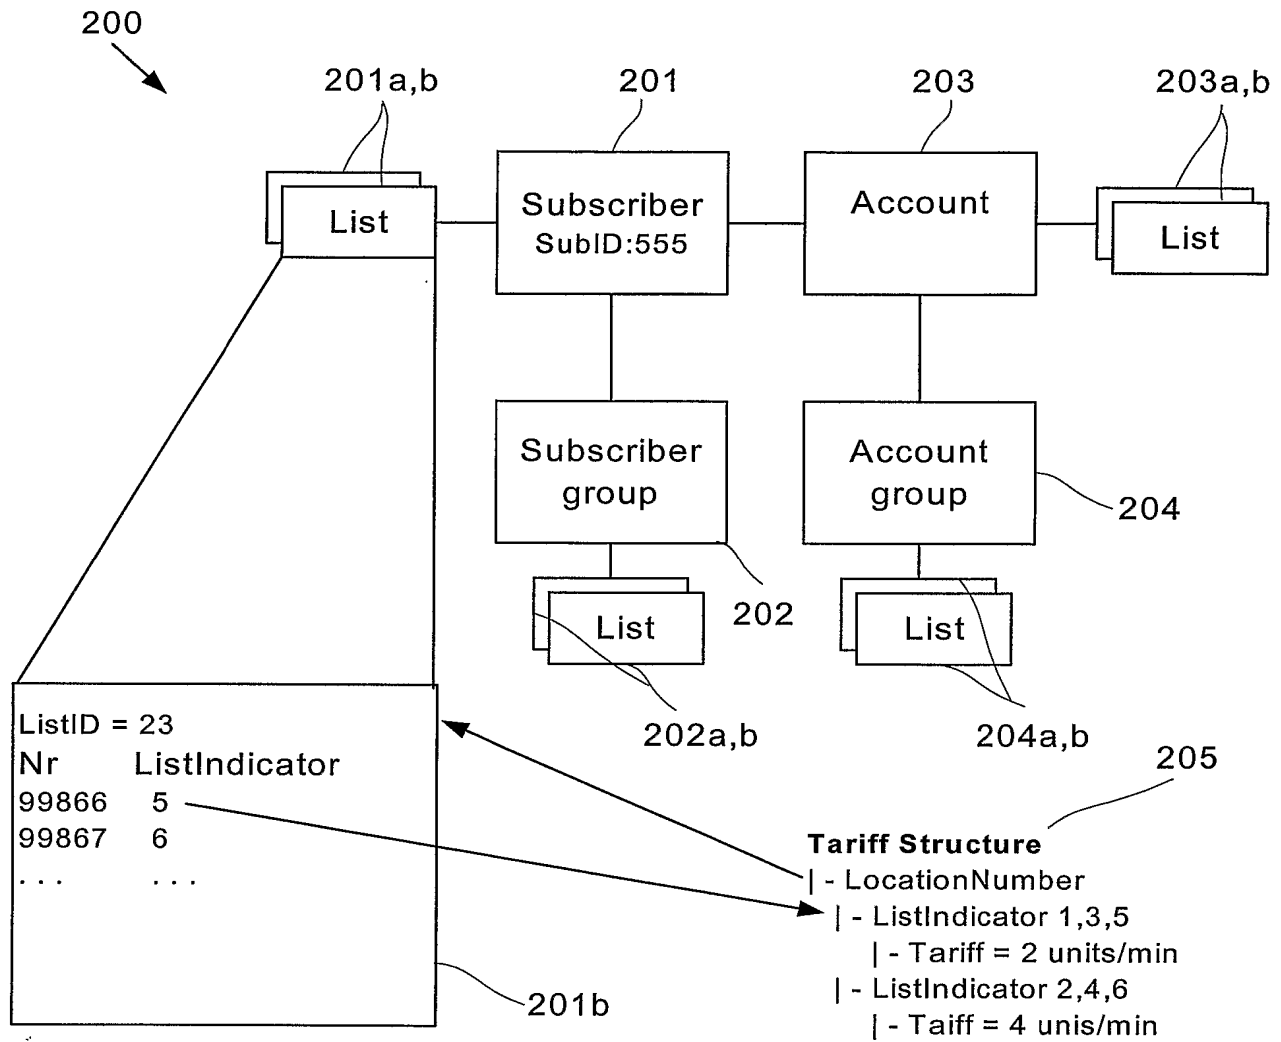 200
201a,b
201
203
203a,b
List
Subscriber
SubID:555
Account
List
Subscriber
group
Account
group
204
List
202
List
202a,b
204a,b
205
ListID = 23
Nr ListIndicator
99866 5
99867 6
. . . . . .
201b
Tariff Structure
| - LocationNumber
| - ListIndicator 1,3,5
| - Tariff = 2 units/min
| - ListIndicator 2,4,6
| - Taiff = 4 unis/min